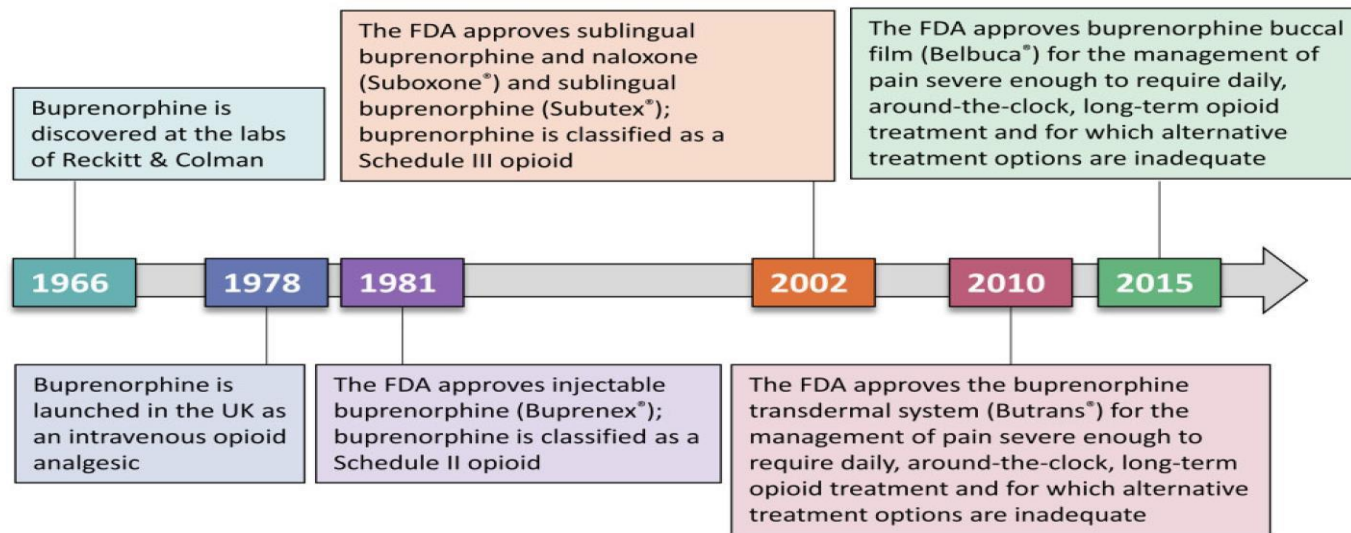 Buprenorphine is
discovered at the labs
of Reckitt & Colman
The FDA approves sublingual
buprenorphine and naloxone
(Suboxone®) and sublingual
buprenorphine (Subutex®);
buprenorphine is classified as a
Schedule III opioid
The FDA approves buprenorphine buccal
film (Belbuca®) for the management of
pain severe enough to require daily,
around-the-clock, long-term opioid
treatment and for which alternative
treatment options are inadequate
1966
1978
1981
2002
2010
2015
Buprenorphine is
launched in the UK as
an intravenous opioid
analgesic
The FDA approves injectable
buprenorphine (Buprenex®);
buprenorphine is classified as a
Schedule II opioid
The FDA approves the buprenorphine
transdermal system (Butrans®) for the
management of pain severe enough to
require daily, around-the-clock, long-term
opioid treatment and for which alternative
treatment options are inadequate